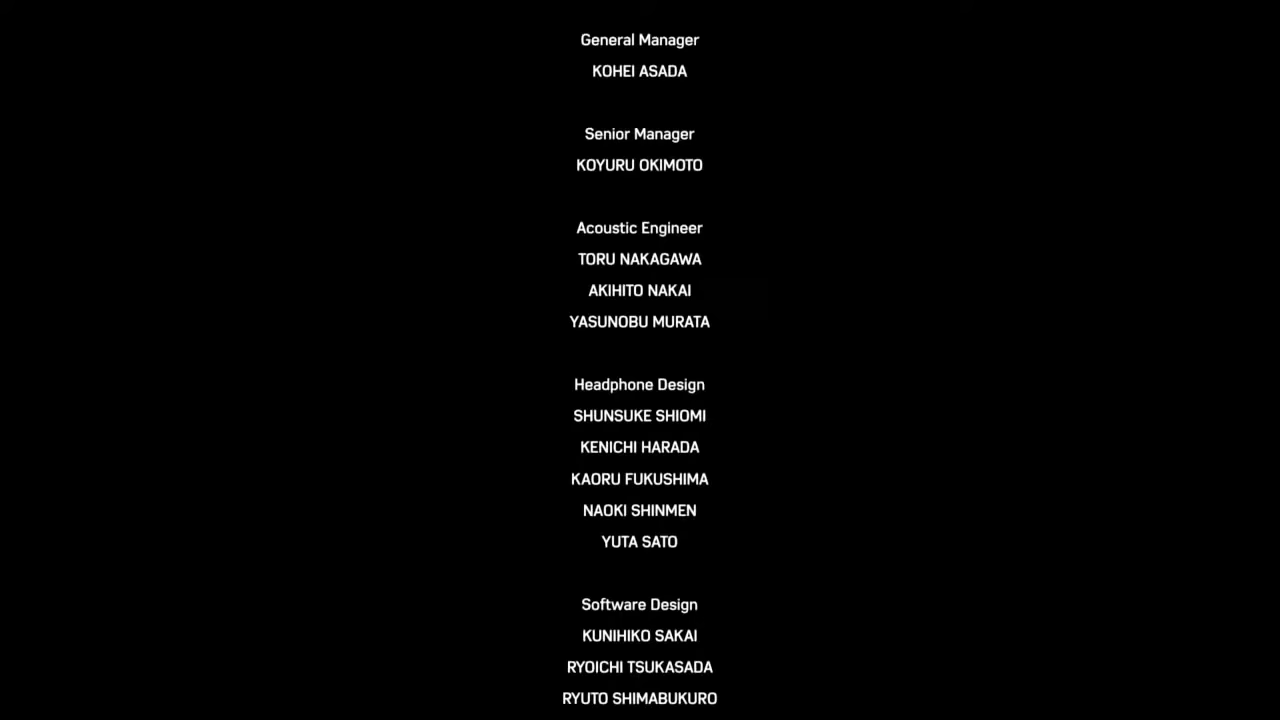 General Manager
KOHEI ASADA
Senior Manager
KOYURU OKIMOTO
Acoustic Engineer
TORU NAKAGAWA
AKIHITO NAKAI
YASUNOBU MURATA
Headphone Design
SHUNSUKE SHIOMI
KENICHI HARADA
KAORU FUKUSHIMA
NAOKI SHINMEN
YUTA SATO
Software Design
KUNIHIKO SAKAI
RYOICHI TSUKASADA
RYUTO SHIMABUKURO